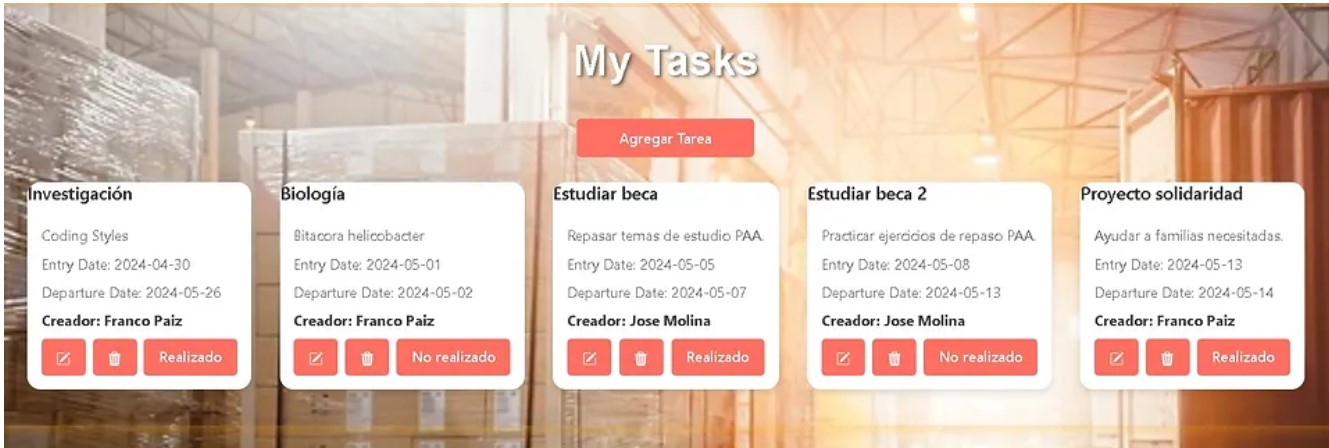 My Tasks
Agregar Tarea
Investigación
Coding Styles
Entry Date: 2024-04-30
Departure Date: 2024-05-26
Creador: Franco Paiz
Realizado
Biología
Bitacora helicobacter
Entry Date: 2024-05-01
Departure Date: 2024-05-02
Creador: Franco Paiz
No realizado
Estudiar beca
Repasar temas de estudio PAA.
Entry Date: 2024-05-05
Departure Date: 2024-05-07
Creador: Jose Molina
Realizado
Estudiar beca 2
Practicar ejercicios de repaso PAA.
Entry Date: 2024-05-08
Departure Date: 2024-05-13
Creador: Jose Molina
No realizado
Proyecto solidaridad
Ayudar a familias necesitadas.
Entry Date: 2024-05-13
Departure Date: 2024-05-14
Creador: Franco Paiz
Realizado